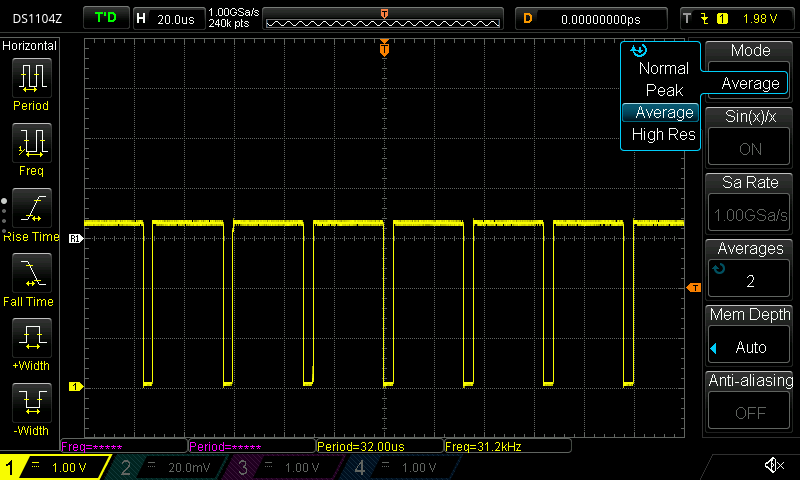 DS1104Z T'D H 20.0us 1.00GSa/s 240k pts D 0.00000000ps T 1 1.98 V
Horizontal
Period
Freq
Rise Time
Fall Time
+Width
-Width
T
R1
1
T
Normal
Peak
Average
High Res
Mode
Average
Sin(x)/x
ON
Sa Rate
1.00GSa/s
Averages
2
Mem Depth
Auto
Anti-aliasing
OFF
Freq=***** Period=***** Period=32.00us Freq=31.2kHz
1 1.00 V 2 20.0mV 3 1.00 V 4 1.00 V